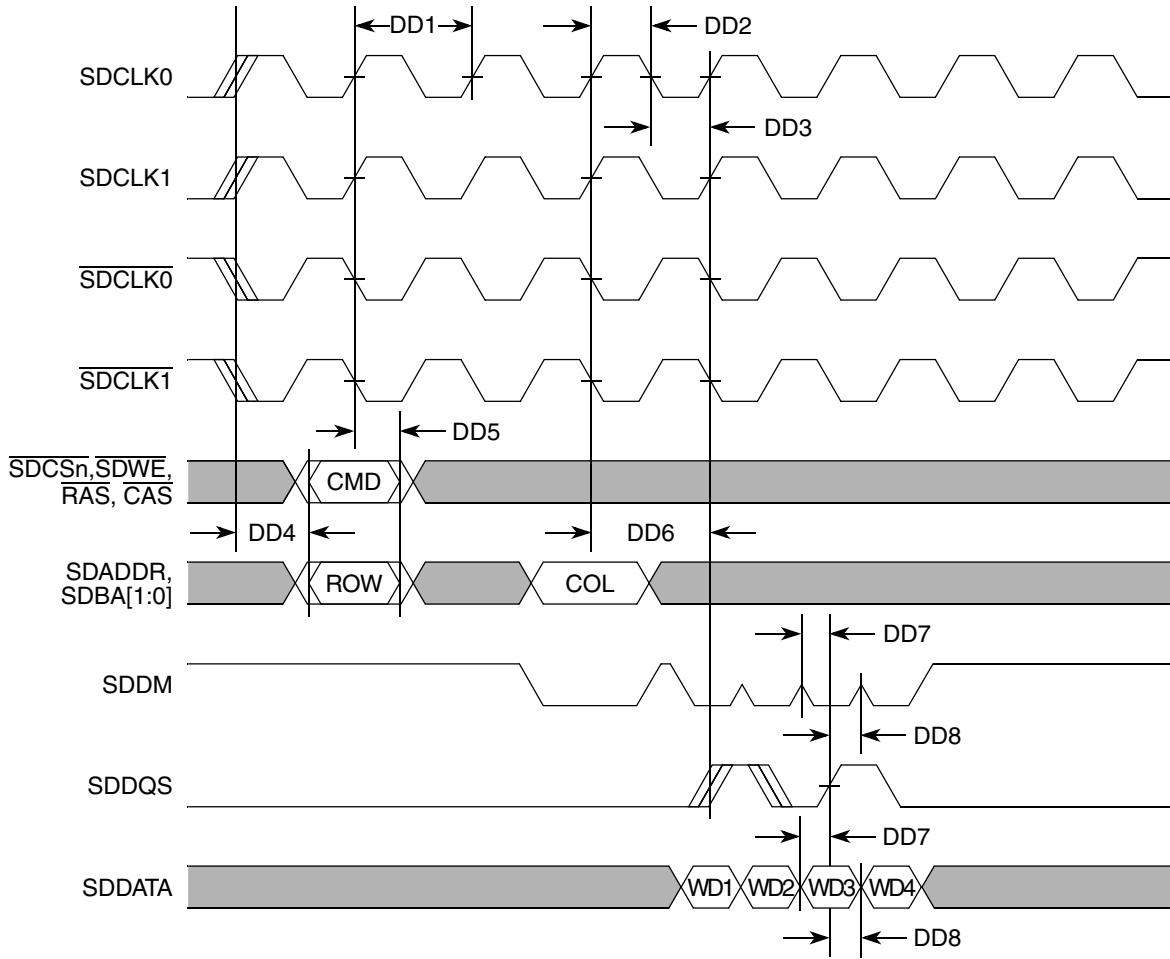 DD1
DD2
SDCLK0
DD3
SDCLK1
SDCLK0
SDCLK1
DD5
SDCSn,SDWE,
RAS, CAS
CMD
DD4
DD6
SDADDR,
SDBA[1:0]
ROW
COL
DD7
SDDM
DD8
SDDQS
DD7
SDDATA
WD1
WD2
WD3
WD4
DD8